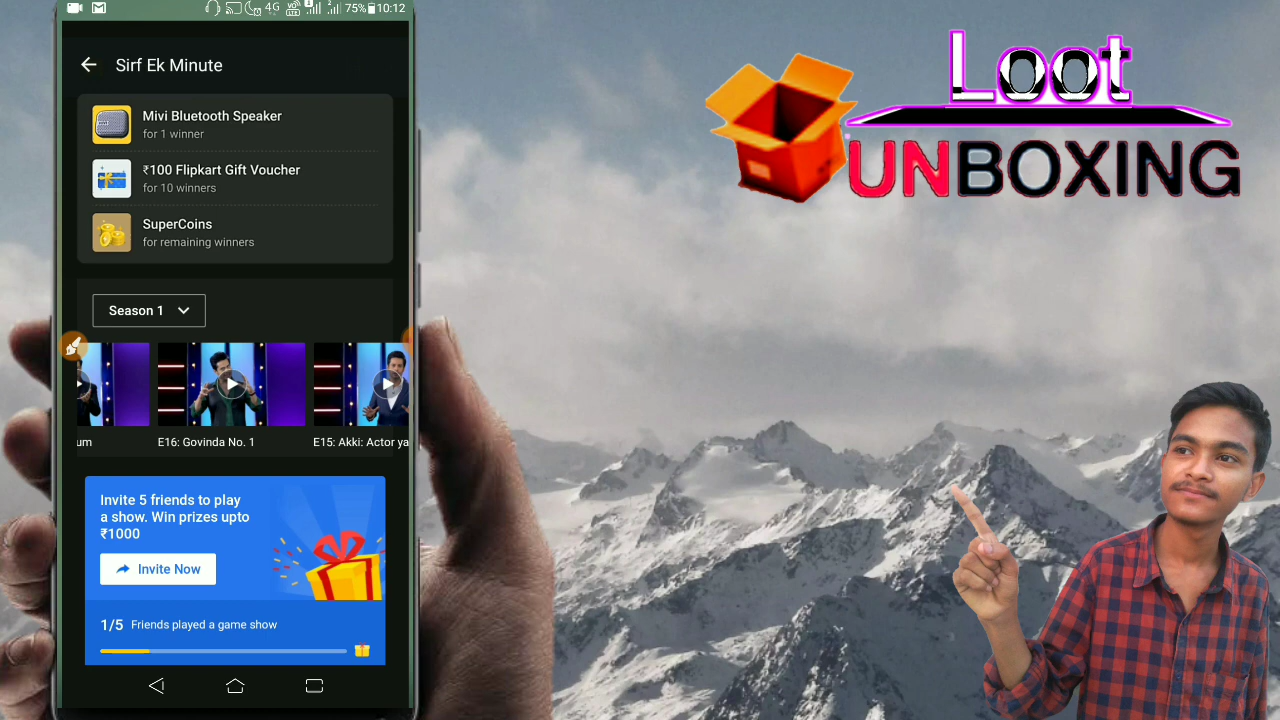 4G
75%
10:12
Sirf Ek Minute
Mivi Bluetooth Speaker
for 1 winner
₹100 Flipkart Gift Voucher
for 10 winners
SuperCoins
for remaining winners
Season 1
um
E16: Govinda No. 1
E15: Akki: Actor ya
Invite 5 friends to play
a show. Win prizes upto
₹1000
Invite Now
1/5 Friends played a game show
Loot
UNBOXING